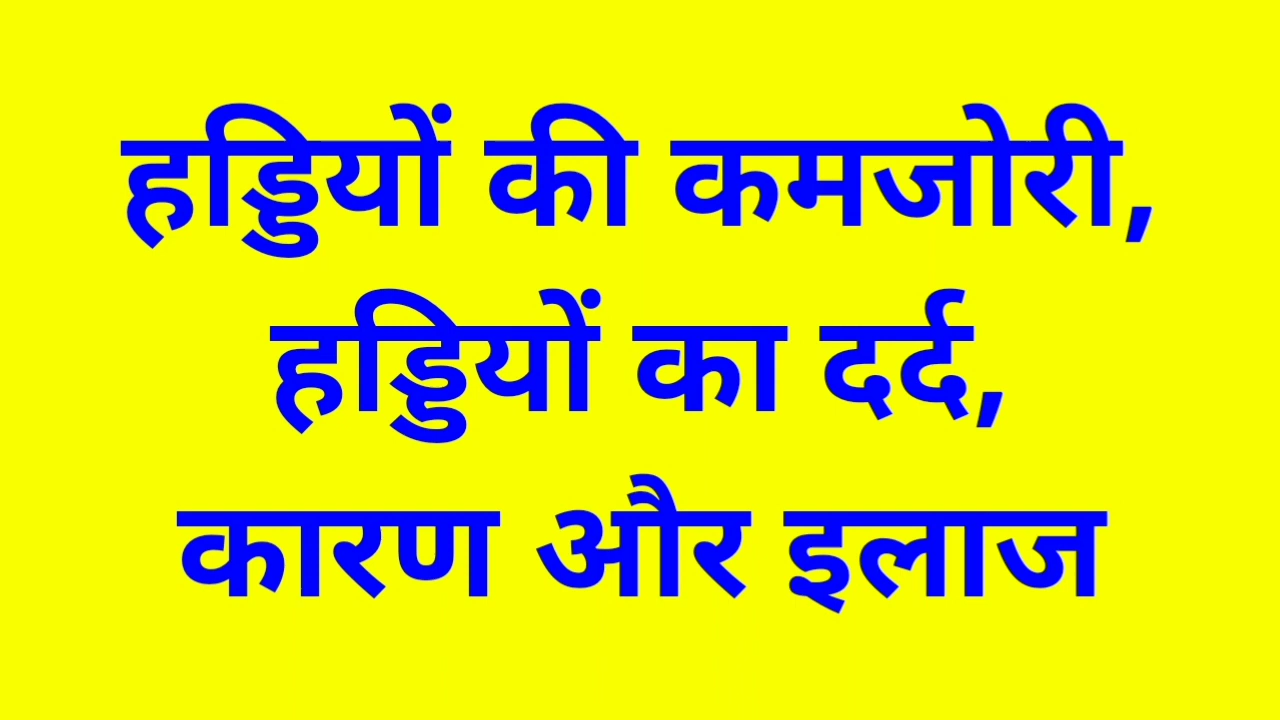 हड्डियों की कमजोरी,
हड्डियों का दर्द,
कारण और इलाज